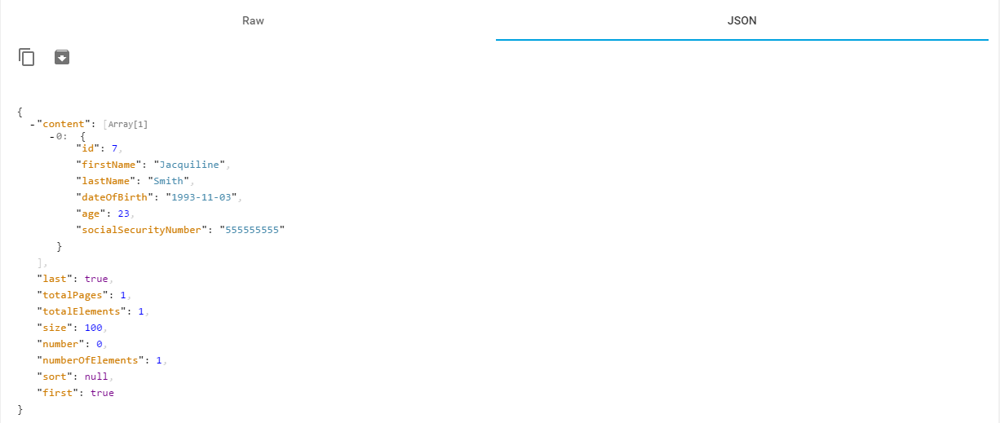 Raw
JSON
{
-"content": [Array[1]
-0: {
"id": 7,
"firstName": "Jacquiline",
"lastName": "Smith",
"dateOfBirth": "1993-11-03",
"age": 23,
"socialSecurityNumber": "555555555"
}
],
"last": true,
"totalPages": 1,
"totalElements": 1,
"size": 100,
"number": 0,
"numberOfElements": 1,
"sort": null,
"first": true
}